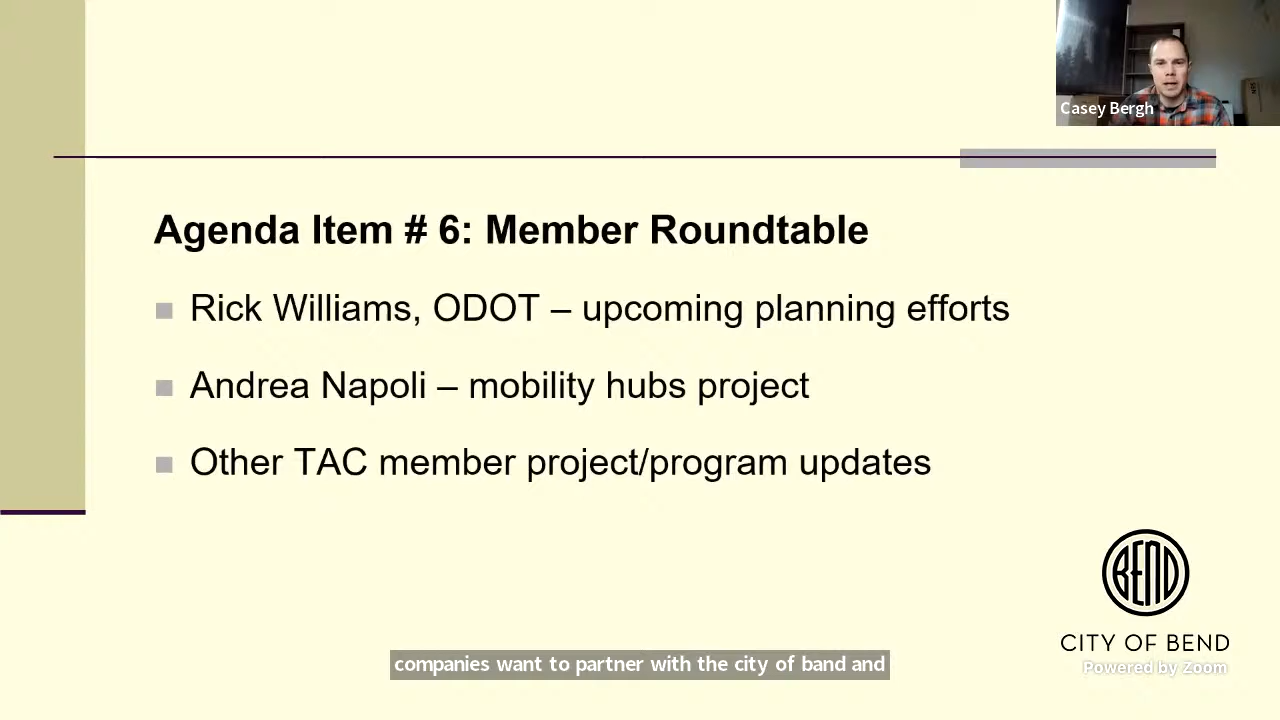 Casey Bergh
Agenda Item # 6: Member Roundtable
Rick Williams, ODOT – upcoming planning efforts
Andrea Napoli – mobility hubs project
Other TAC member project/program updates
BEND
CITY OF BEND
companies want to partner with the city of band and
Powered by Zoom